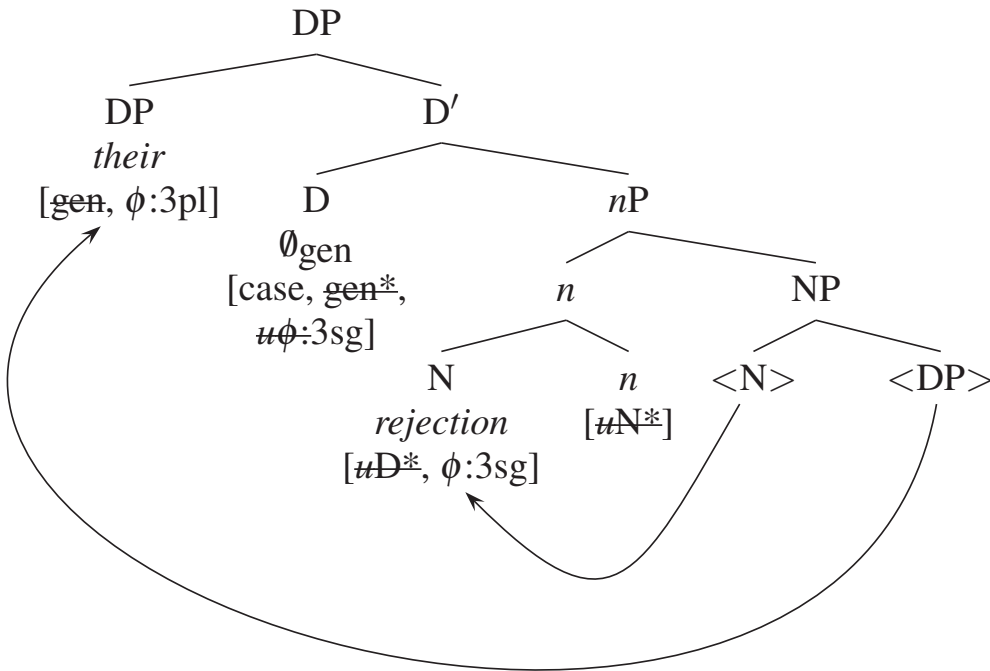 DP
DP D′
their
[gen, ϕ:3pl] D nP
∅gen
[case, gen*, n NP
uϕ:3sg]
N n <N> <DP>
rejection [uN*]
[uD*, ϕ:3sg]